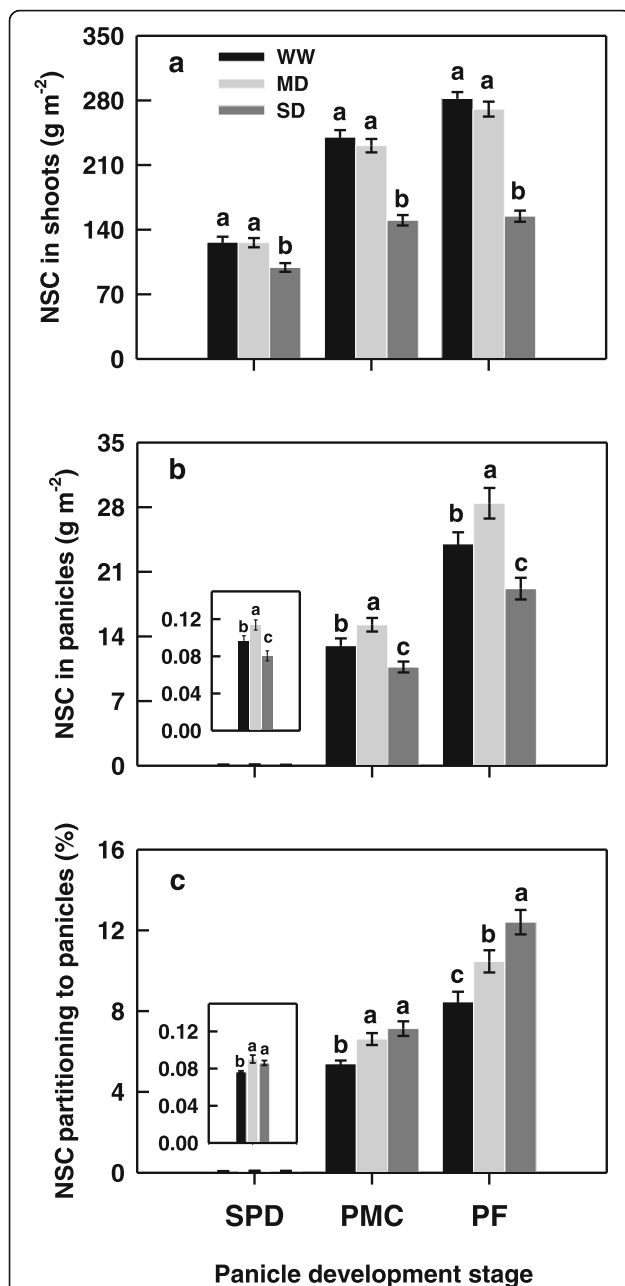 350
280
210
140
70
0
NSC in shoots (g m⁻²)
a
WW
MD
SD
a a b
a a b
a a b
35
28
21
14
7
0
NSC in panicles (g m⁻²)
b
0.12
0.08
0.04
0.00
b a c
b a c
b a c
16
12
8
4
0
NSC partitioning to panicles (%)
c
0.12
0.08
0.04
0.00
b a a
b a a
c b a
SPD PMC PF
Panicle development stage